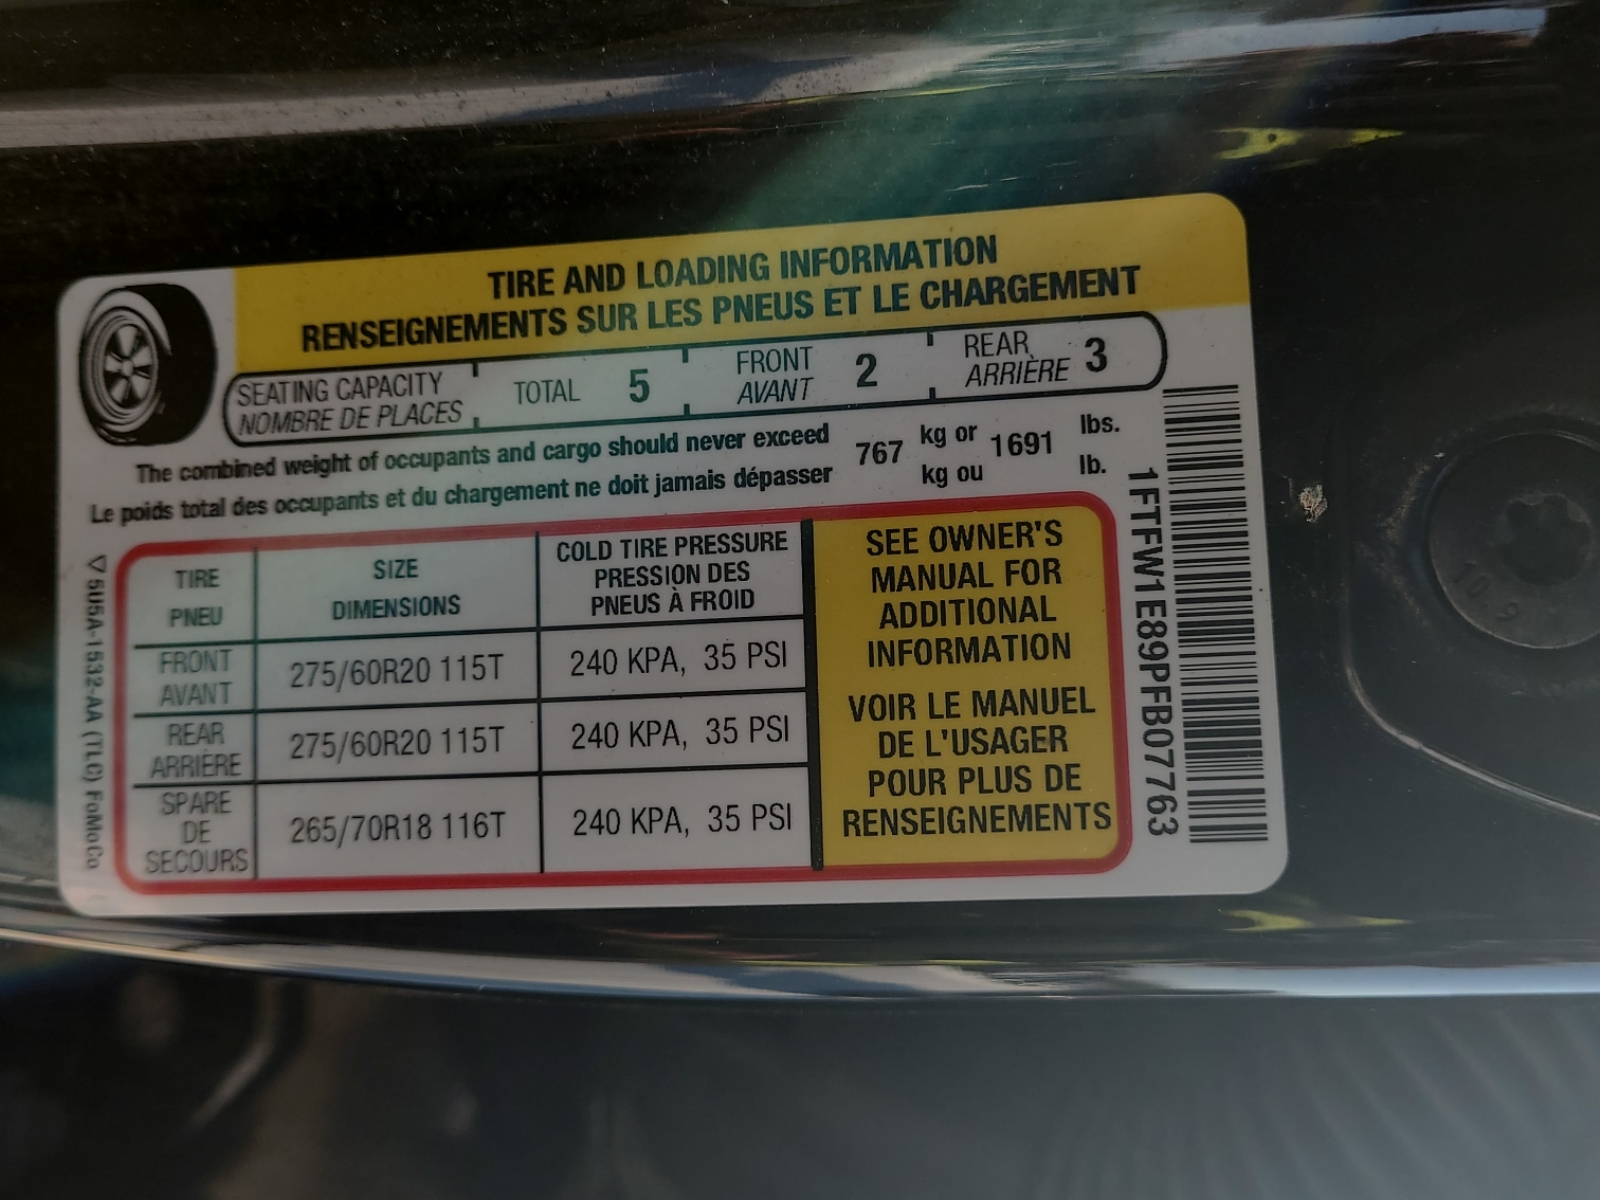 TIRE AND LOADING INFORMATION
RENSEIGNEMENTS SUR LES PNEUS ET LE CHARGEMENT
SEATING CAPACITY
NOMBRE DE PLACES
TOTAL 5
FRONT
AVANT
2
REAR
ARRIÈRE
3
The combined weight of occupants and cargo should never exceed
Le poids total des occupants et du chargement ne doit jamais dépasser
767
kg or
kg ou
1691
lbs.
lb.
TIRE
PNEU
SIZE
DIMENSIONS
COLD TIRE PRESSURE
PRESSION DES
PNEUS À FROID
FRONT
AVANT
275/60R20 115T
240 KPA, 35 PSI
REAR
ARRIÈRE
275/60R20 115T
240 KPA, 35 PSI
SPARE
DE
SECOURS
265/70R18 116T
240 KPA, 35 PSI
SEE OWNER'S
MANUAL FOR
ADDITIONAL
INFORMATION
VOIR LE MANUEL
DE L'USAGER
POUR PLUS DE
RENSEIGNEMENTS
1FTFW1E89PFB07763
5U5A-1532-AA (TLC) FoMoCo
10.9